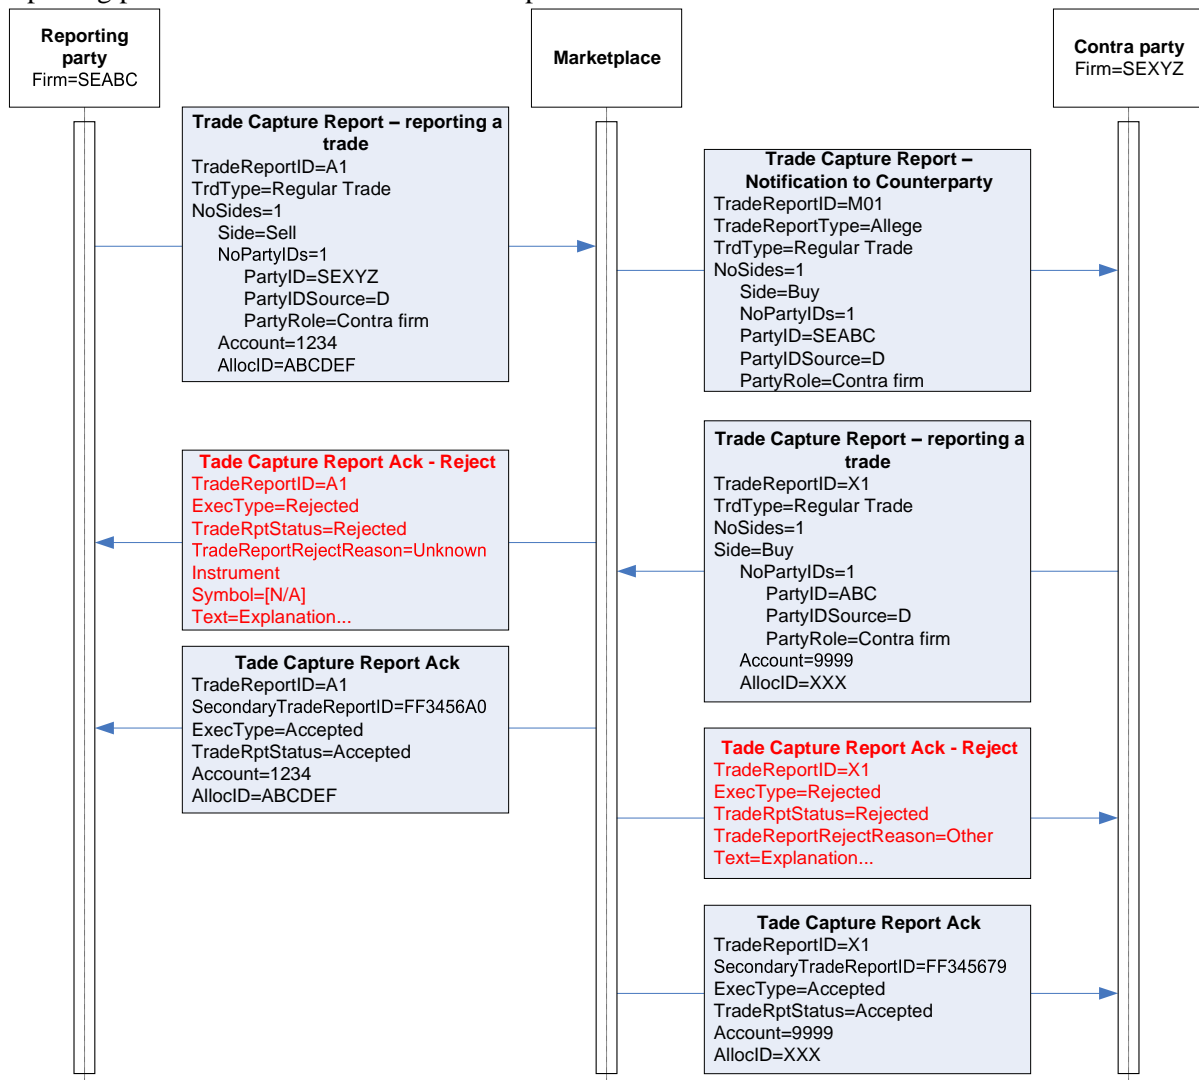 Reporting
party
Firm=SEABC
Marketplace
Contra party
Firm=SEXYZ
Trade Capture Report – reporting a
trade
TradeReportID=A1
TrdType=Regular Trade
NoSides=1
Side=Sell
NoPartyIDs=1
PartyID=SEXYZ
PartyIDSource=D
PartyRole=Contra firm
Account=1234
AllocID=ABCDEF
Trade Capture Report –
Notification to Counterparty
TradeReportID=M01
TradeReportType=Allege
TrdType=Regular Trade
NoSides=1
Side=Buy
NoPartyIDs=1
PartyID=SEABC
PartyIDSource=D
PartyRole=Contra firm
Trade Capture Report – reporting a
trade
TradeReportID=X1
TrdType=Regular Trade
NoSides=1
Side=Buy
NoPartyIDs=1
PartyID=ABC
PartyIDSource=D
PartyRole=Contra firm
Account=9999
AllocID=XXX
Tade Capture Report Ack - Reject
TradeReportID=A1
ExecType=Rejected
TradeRptStatus=Rejected
TradeReportRejectReason=Unknown
Instrument
Symbol=[N/A]
Text=Explanation...
Tade Capture Report Ack
TradeReportID=A1
SecondaryTradeReportID=FF3456A0
ExecType=Accepted
TradeRptStatus=Accepted
Account=1234
AllocID=ABCDEF
Tade Capture Report Ack - Reject
TradeReportID=X1
ExecType=Rejected
TradeRptStatus=Rejected
TradeReportRejectReason=Other
Text=Explanation...
Tade Capture Report Ack
TradeReportID=X1
SecondaryTradeReportID=FF345679
ExecType=Accepted
TradeRptStatus=Accepted
Account=9999
AllocID=XXX